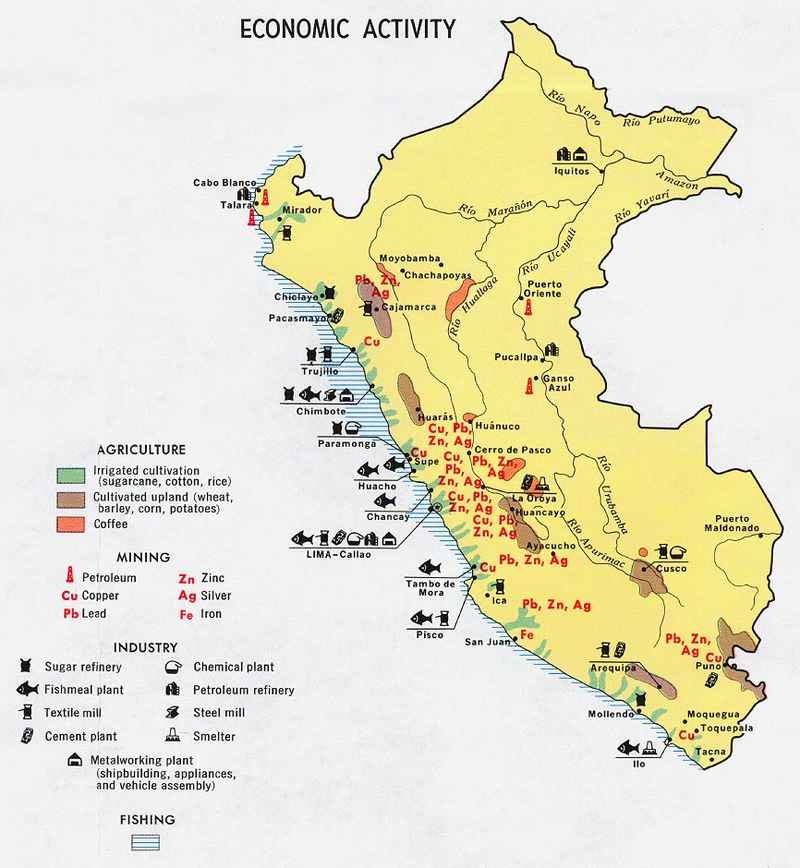 ECONOMIC ACTIVITY
Río Napo
Río Putumayo
Iquitos
Amazon
Cabo Blanco
Talara
Mirador
Río Marañón
Río Yavarí
Río Ucayali
Moyobamba
Chachapoyas
Río Huallaga
Pb, Zn,
Ag
Puerto
Oriente
Chiclayo
Cajamarca
Pacasmayo
Cu
Trujillo
Pucallpa
Ganso
Azul
Chimbote
Huarás
Huánuco
Cu, Pb,
Zn, Ag
Paramonga
Cu
Supe
Cerro de Pasco
Cu,
Pb,
Zn, Ag
Pb, Zn,
Ag
Huacho
La Oroya
Río Urubamba
Chancay
Cu, Pb,
Zn, Ag
Huancayo
Puerto
Maldonado
Cu, Pb,
Zn, Ag
Río Apurimac
LIMA-Callao
Ayacucho
Pb, Zn, Ag
Cusco
Cu
Tambo de
Mora
Ica
Pb, Zn, Ag
Pisco
Fe
San Juan
Pb, Zn,
Ag
Cu
Puno
Arequipa
Mollendo
Moquegua
Cu
Toquepala
Tacna
Ilo
AGRICULTURE
Irrigated cultivation
(sugarcane, cotton, rice)
Cultivated upland (wheat,
barley, corn, potatoes)
Coffee
MINING
Petroleum
Zn Zinc
Cu Copper
Ag Silver
Pb Lead
Fe Iron
INDUSTRY
Sugar refinery
Chemical plant
Fishmeal plant
Petroleum refinery
Textile mill
Steel mill
Cement plant
Smelter
Metalworking plant
(shipbuilding, appliances,
and vehicle assembly)
FISHING